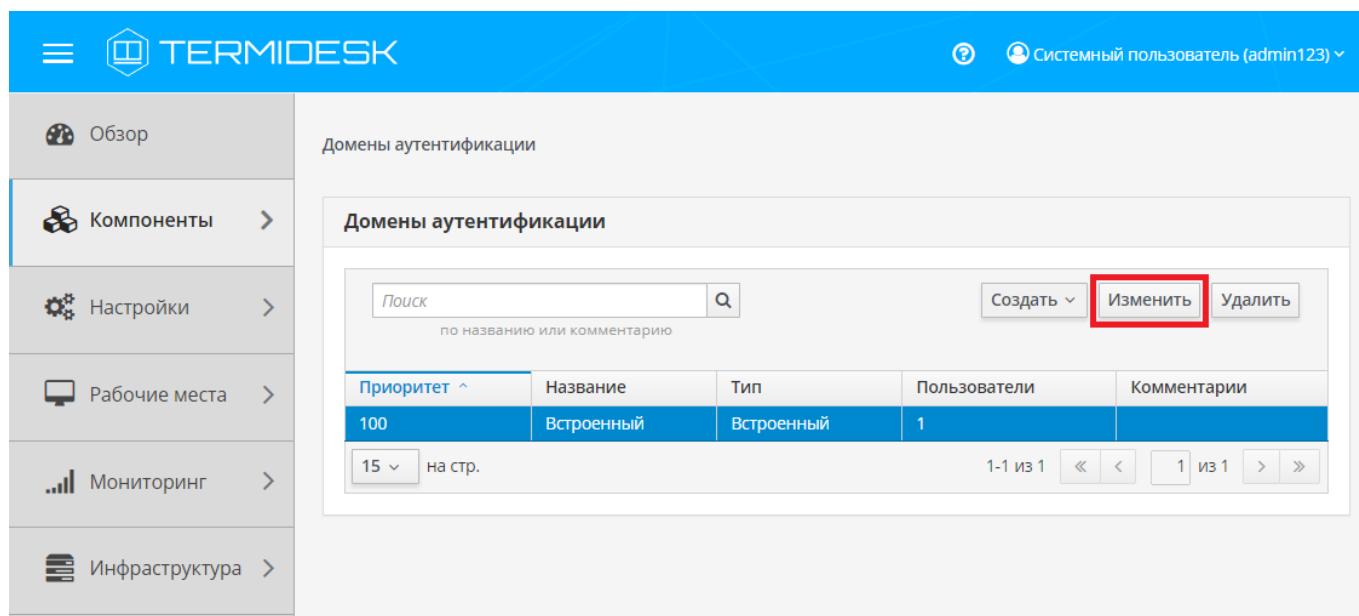 TERMIDESK
Системный пользователь (admin123)
Обзор
Компоненты
Настройки
Рабочие места
Мониторинг
Инфраструктура
Домены аутентификации
Домены аутентификации
Поиск
по названию или комментарию
Создать Изменить Удалить
Приоритет Название Тип Пользователи Комментарии
100 Встроенный Встроенный 1
15 на стр. 1-1 из 1 1 из 1